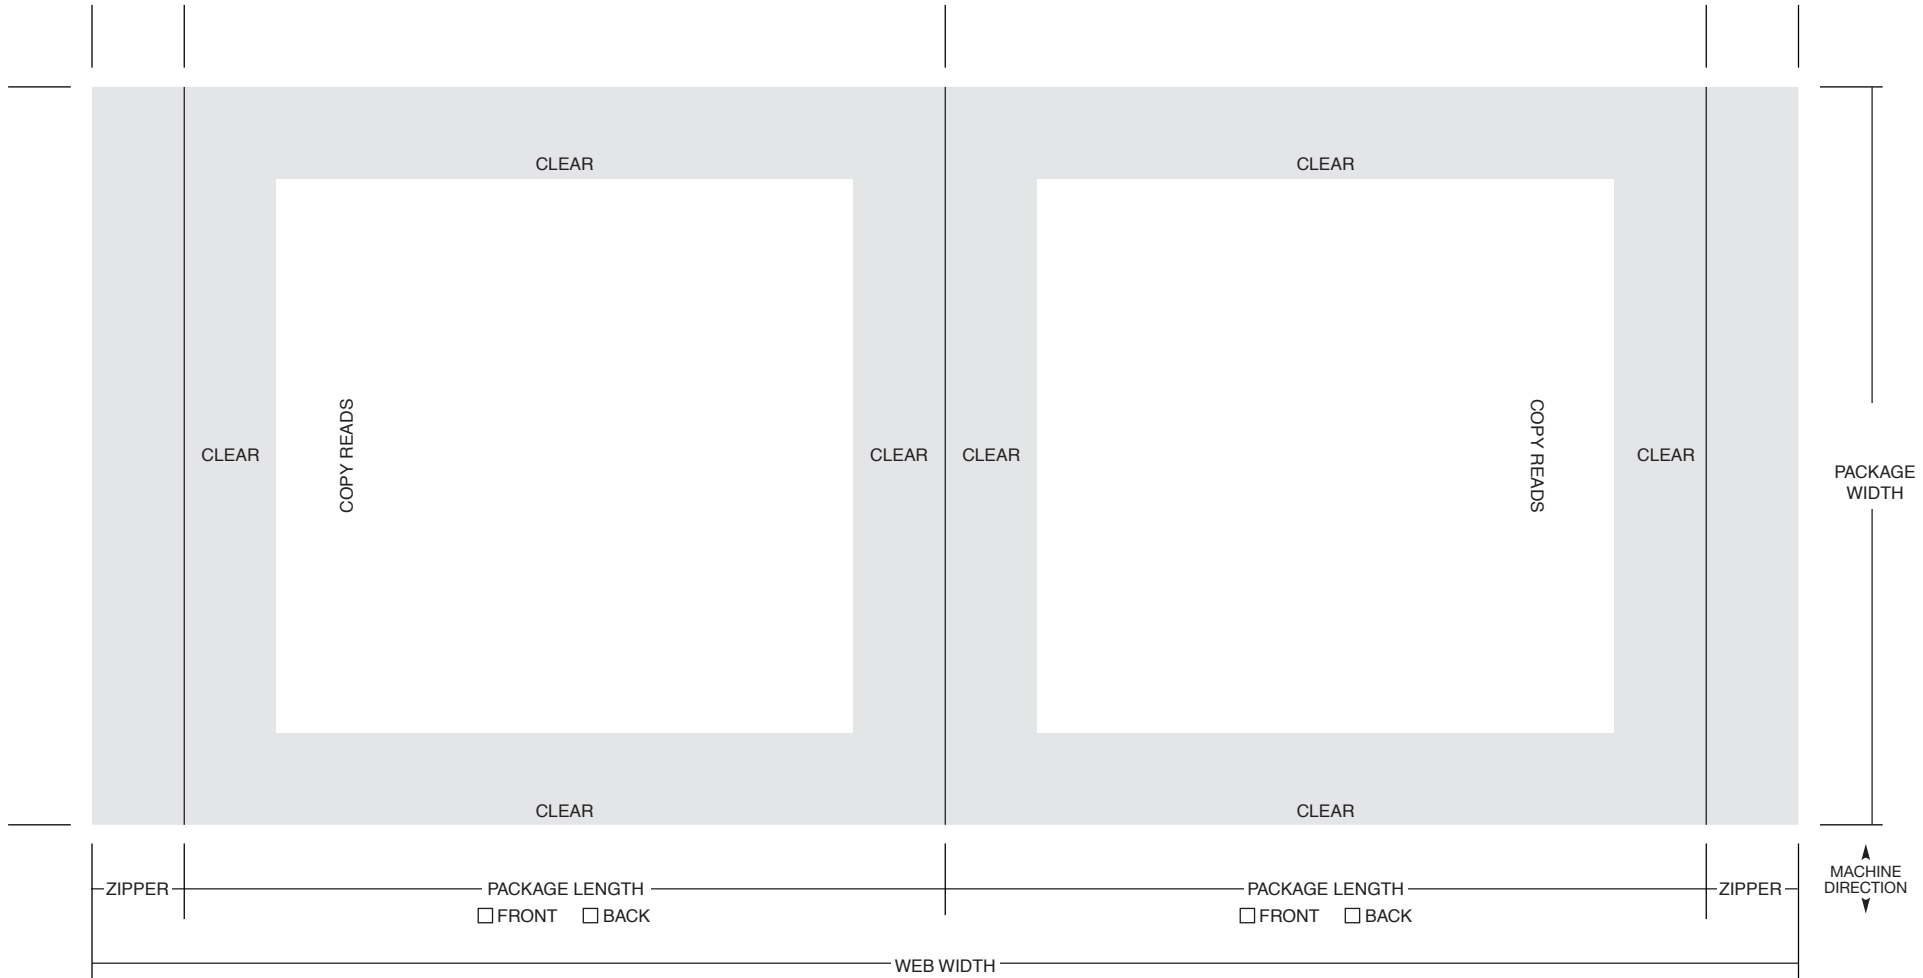 CLEAR CLEAR
COPY READS COPY READS
CLEAR CLEAR CLEAR CLEAR
PACKAGE
WIDTH
CLEAR CLEAR
ZIPPER PACKAGE LENGTH PACKAGE LENGTH ZIPPER
MACHINE
DIRECTION
FRONT BACK FRONT BACK
WEB WIDTH